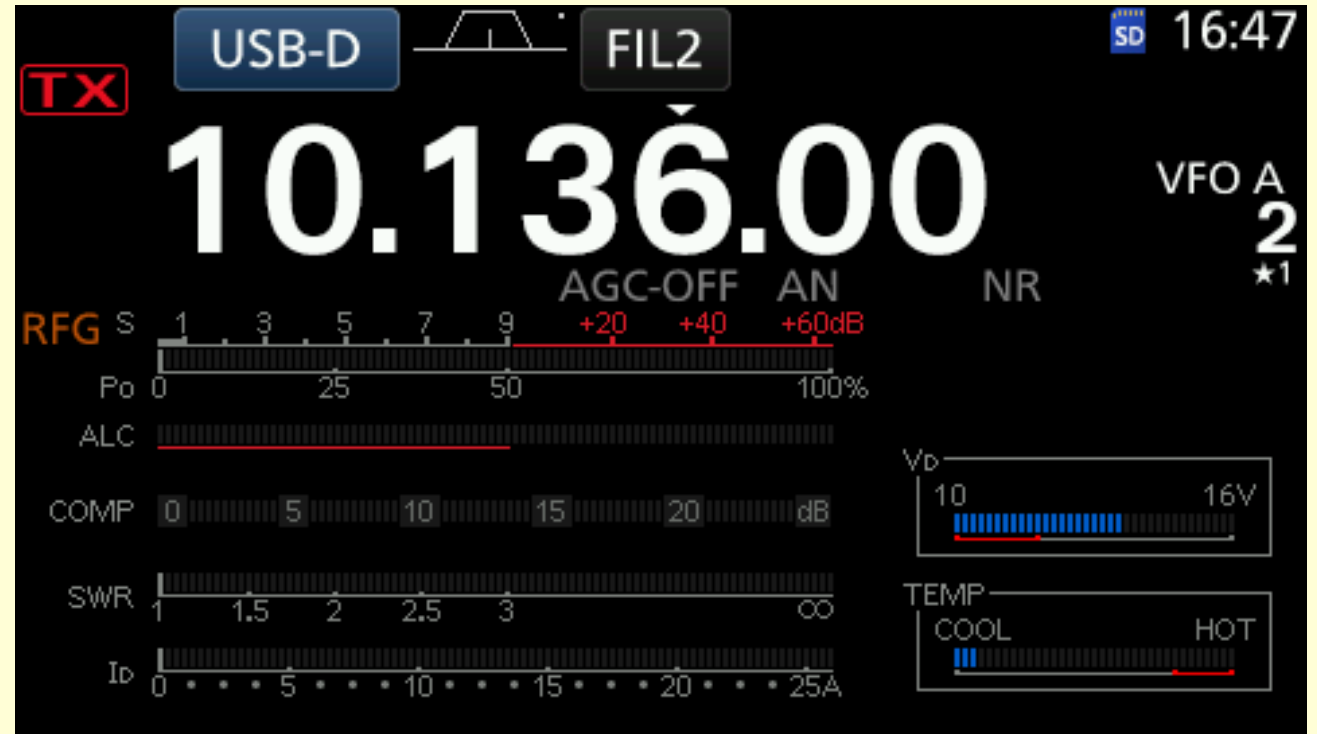 USB-D FIL2 SD 16:47
TX
10.136.00
VFO A
2
★1
AGC-OFF AN NR
RFG S 1 3 5 7 9 +20 +40 +60dB
Po 0 25 50 100%
ALC
COMP 0 5 10 15 20 dB
SWR 1 1.5 2 2.5 3 ∞
ID 0 5 10 15 20 25A
VD
10 16V
TEMP
COOL HOT